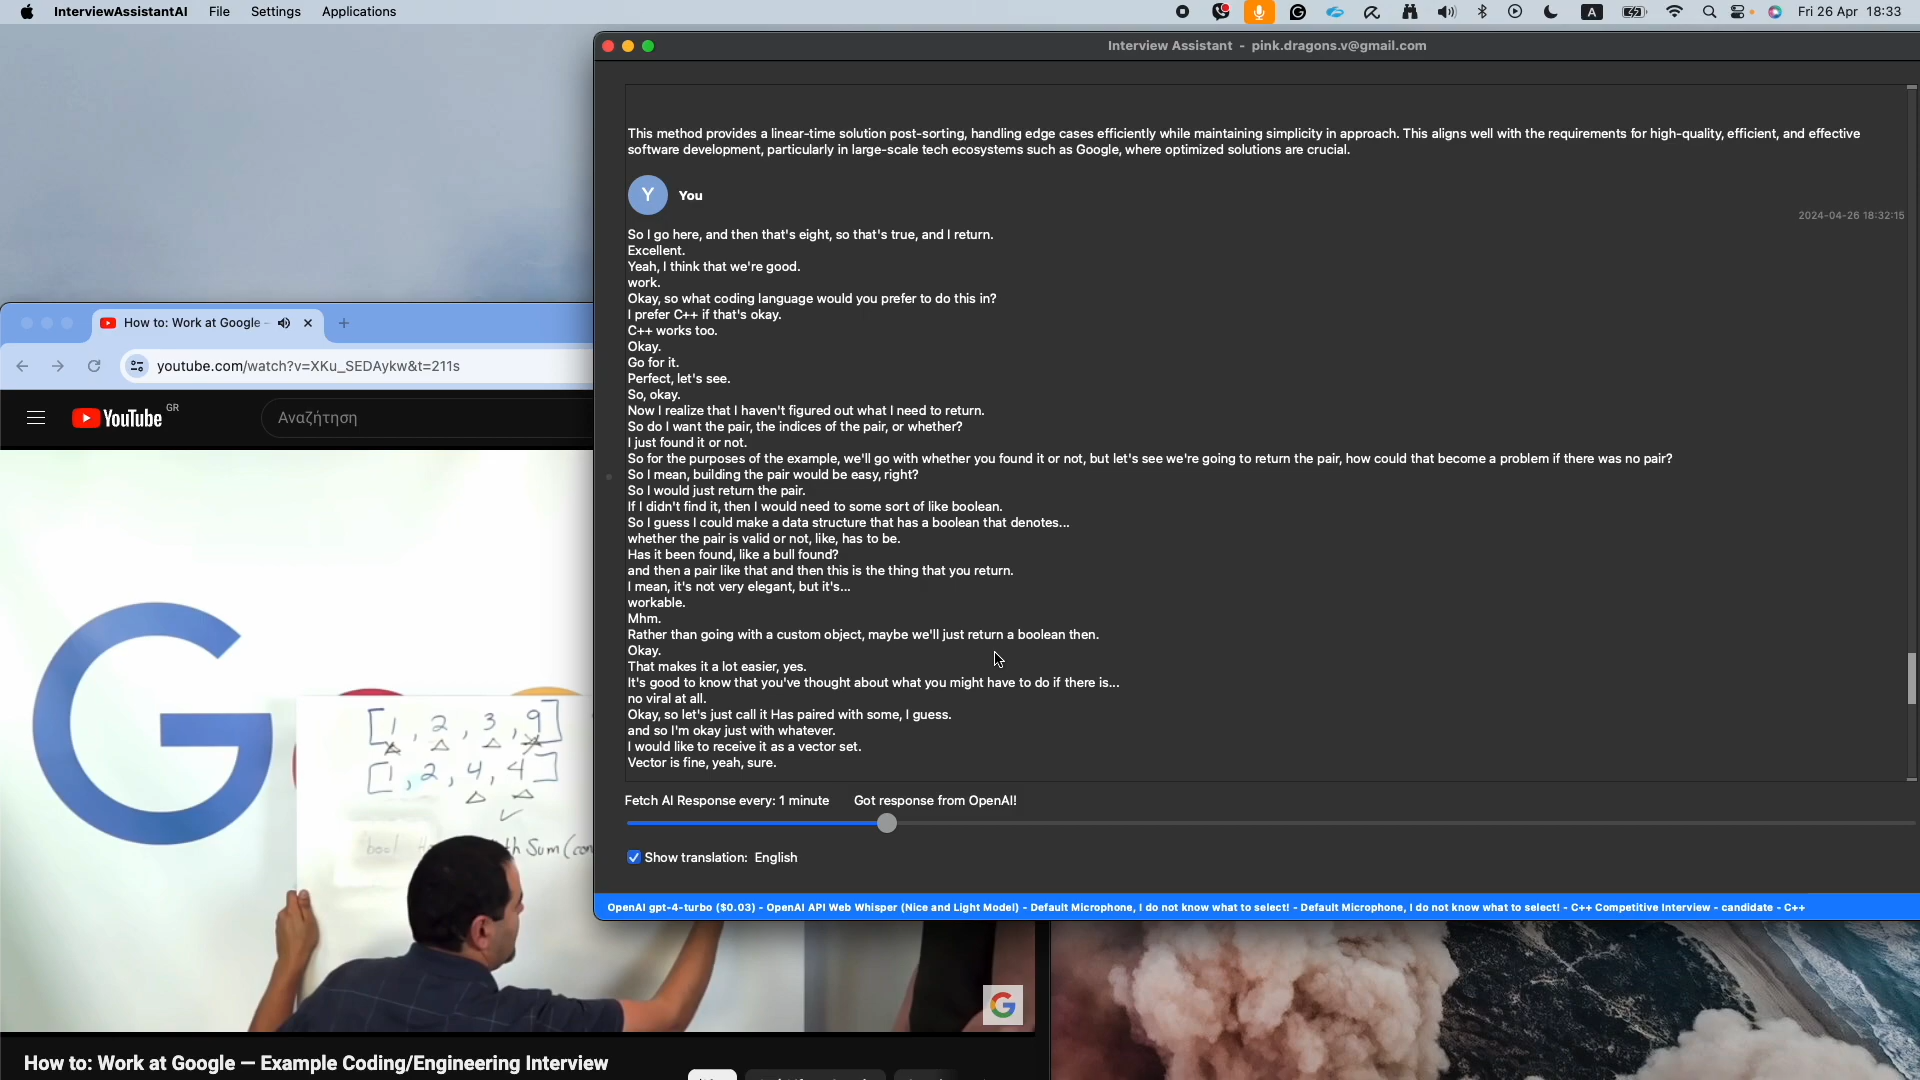 InterviewAssistantAI File Settings Applications
A
Fri 26 Apr 18:33
Interview Assistant - pink.dragons.v@gmail.com
This method provides a linear-time solution post-sorting, handling edge cases efficiently while maintaining simplicity in approach. This aligns well with the requirements for high-quality, efficient, and effective
software development, particularly in large-scale tech ecosystems such as Google, where optimized solutions are crucial.
Y You
2024-04-26 18:32:15
So I go here, and then that's eight, so that's true, and I return.
Excellent.
Yeah, I think that we're good.
work.
Okay, so what coding language would you prefer to do this in?
I prefer C++ if that's okay.
C++ works too.
Okay.
Go for it.
Perfect, let's see.
So, okay.
Now I realize that I haven't figured out what I need to return.
So do I want the pair, the indices of the pair, or whether?
I just found it or not.
So for the purposes of the example, we'll go with whether you found it or not, but let's see we're going to return the pair, how could that become a problem if there was no pair?
So I mean, building the pair would be easy, right?
So I would just return the pair.
If I didn't find it, then I would need to some sort of like boolean.
So I guess I could make a data structure that has a boolean that denotes...
whether the pair is valid or not, like, has to be.
Has it been found, like a bull found?
and then a pair like that and then this is the thing that you return.
I mean, it's not very elegant, but it's...
workable.
Mhm.
Rather than going with a custom object, maybe we'll just return a boolean then.
Okay.
That makes it a lot easier, yes.
It's good to know that you've thought about what you might have to do if there is...
no viral at all.
Okay, so let's just call it Has paired with some, I guess.
and so I'm okay just with whatever.
I would like to receive it as a vector set.
Vector is fine, yeah, sure.
Fetch AI Response every: 1 minute Got response from OpenAI!
Show translation: English
OpenAI gpt-4-turbo ($0.03) - OpenAI API Web Whisper (Nice and Light Model) - Default Microphone, I do not know what to select! - Default Microphone, I do not know what to select! - C++ Competitive Interview - candidate - C++
How to: Work at Google -
youtube.com/watch?v=XKu_SEDAykw&t=211s
YouTube GR
Αναζήτηση
G
[1, 2, 3, 9]
[1, 2, 4, 4]
bool H
th Sum (con
G
How to: Work at Google — Example Coding/Engineering Interview